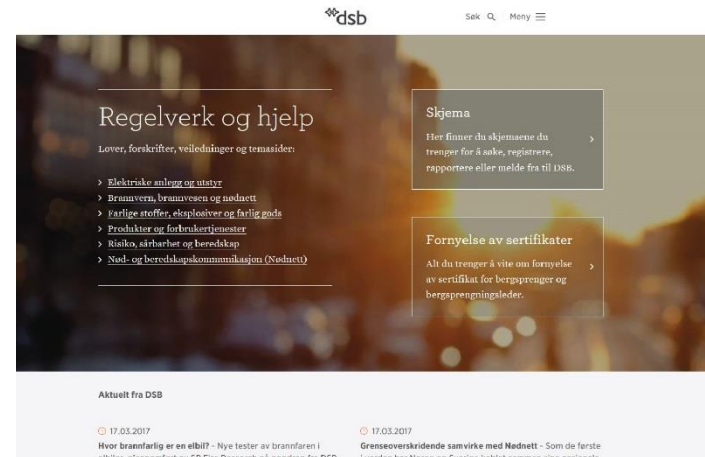 dsb
Søk
Meny
Regelverk og hjelp
Lover, forskrifter, veiledninger og temasider:
Elektriske anlegg og utstyr
Brannvern, brannvesen og nødnett
Farlige stoffer, eksplosiver og farlig gods
Produkter og forbrukertjenester
Risiko, sårbarhet og beredskap
Nød- og beredskapskommunikasjon (Nødnett)
Skjema
Her finner du skjemaene du
trenger for å søke, registrere,
rapportere eller melde fra til DSB.
Fornyelse av sertifikater
Alt du trenger å vite om fornyelse
av sertifikat for bergsprenger og
bergsprengningsleder.
Aktuelt fra DSB
17.03.2017
Hvor brannfarlig er en elbil? - Nye tester av brannfaren i
17.03.2017
Grenseoverskridende samvirke med Nødnett - Som de første